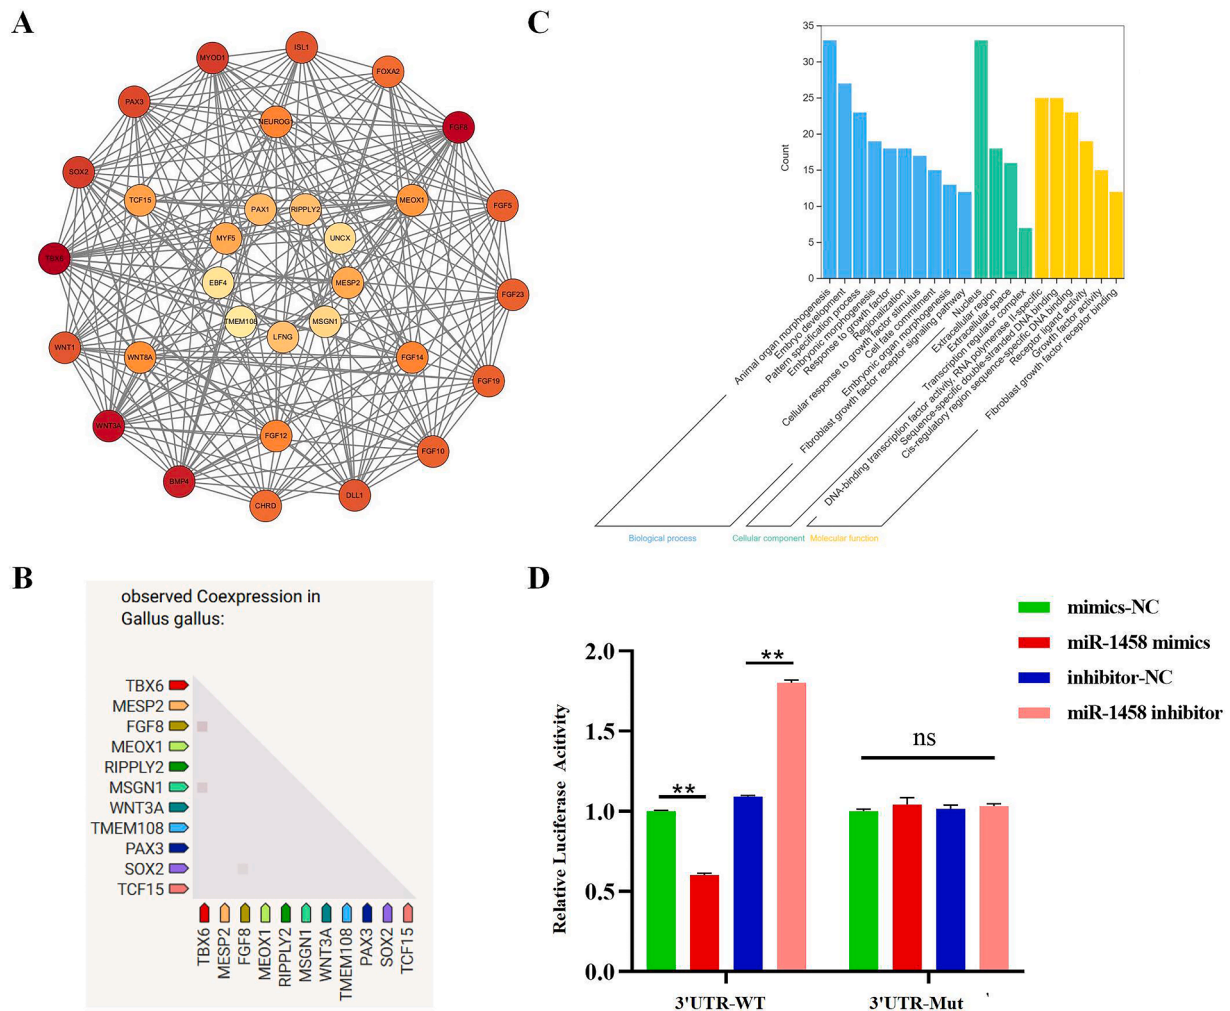 A
MYOD1
ISL1
FOXA2
PAX3
NEUROG1
FGF8
SOX2
TCF15
PAX1
RIPPLY2
MEOX1
FGF5
MYF5
UNCX
TBX6
EBF4
MESP2
FGF23
TMEM108
MSGN1
LFNG
WNT1
WNT8A
FGF14
FGF19
WNT3A
FGF12
FGF10
BMP4
DLL1
CHRD
B
observed Coexpression in
Gallus gallus:
TBX6
MESP2
FGF8
MEOX1
RIPPLY2
MSGN1
WNT3A
TMEM108
PAX3
SOX2
TCF15
TBX6
MESP2
FGF8
MEOX1
RIPPLY2
MSGN1
WNT3A
TMEM108
PAX3
SOX2
TCF15
C
35
30
25
20
15
10
5
0
Count
Animal organ morphogenesis
Embryo development
Pattern specification process
Embryonic morphogenesis
Response to growth factor
Regionalization
Cellular response to growth factor stimulus
Cell fate commitment
Embryonic organ morphogenesis
Fibroblast growth factor receptor signaling pathway
Nucleus
Extracellular region
Extracellular space
Transcription regulator complex
DNA-binding transcription factor activity, RNA polymerase II-specific
Sequence-specific double-stranded DNA binding
Cis-regulatory region sequence-specific DNA binding
Receptor ligand activity
Growth factor activity
Fibroblast growth factor receptor binding
Biological process
Cellular component
Molecular function
D
mimics-NC
miR-1458 mimics
inhibitor-NC
miR-1458 inhibitor
Relative Luciferase Acitivity
2.0
1.5
1.0
0.5
0.0
**
**
ns
3'UTR-WT
3'UTR-Mut